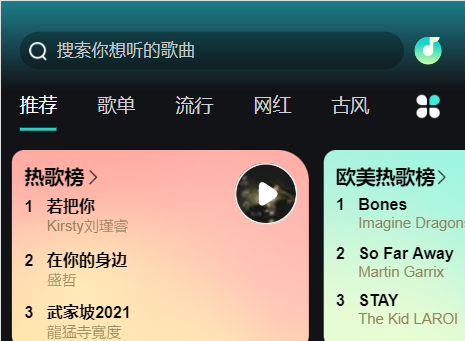 搜索你想听的歌曲
推荐 歌单 流行 网红 古风
热歌榜
1 若把你
Kirsty刘瑾睿
2 在你的身边
盛哲
3 武家坡2021
龍猛寺寬度
欧美热歌榜
1 Bones
Imagine Dragon
2 So Far Away
Martin Garrix
3 STAY
The Kid LAROI